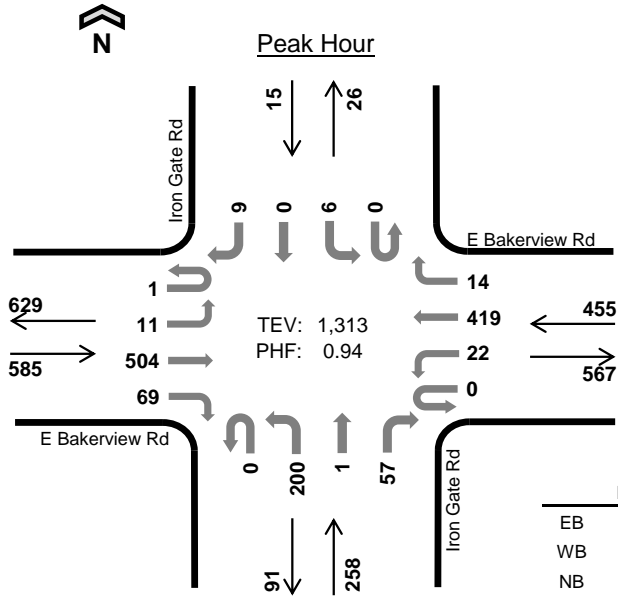 N
Peak Hour
15
26
Iron Gate Rd
9
0
6
0
E Bakerview Rd
1
14
629
11
TEV: 1,313
419
455
585
504
PHF: 0.94
22
567
69
0
E Bakerview Rd
0
200
1
57
Iron Gate Rd
91
258
EB
WB
NB